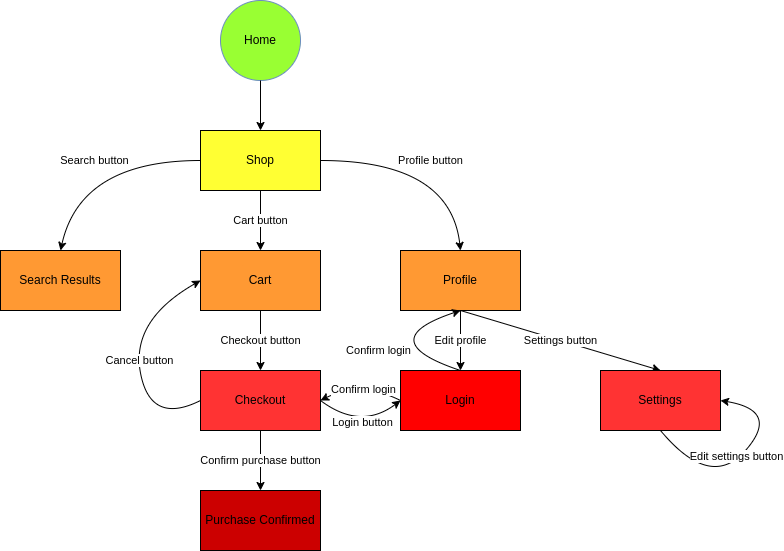 Home
Search button
Shop
Profile button
Cart button
Search Results
Cart
Profile
Checkout button
Edit profile
Settings button
Confirm login
Cancel button
Confirm login
Checkout
Login
Settings
Login button
Confirm purchase button
Edit settings button
Purchase Confirmed